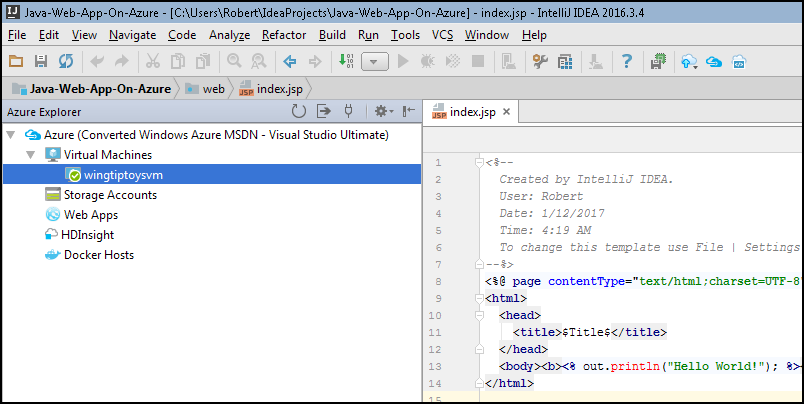 Java-Web-App-On-Azure - [C:\Users\Robert\IdeaProjects\Java-Web-App-On-Azure] - index.jsp - IntelliJ IDEA 2016.3.4
File Edit View Navigate Code Analyze Refactor Build Run Tools VCS Window Help
Java-Web-App-On-Azure web index.jsp
Azure Explorer
Azure (Converted Windows Azure MSDN - Visual Studio Ultimate)
Virtual Machines
wingtiptoysvm
Storage Accounts
Web Apps
HDInsight
Docker Hosts
index.jsp
1 <%--
2 Created by IntelliJ IDEA.
3 User: Robert
4 Date: 1/12/2017
5 Time: 4:19 AM
6 To change this template use File | Settings
7 --%>
8 <%@ page contentType="text/html;charset=UTF-8
9 <html>
10 <head>
11 <title>$Title$</title>
12 </head>
13 <body><b><% out.println("Hello World!"); %>
14 </html>
15